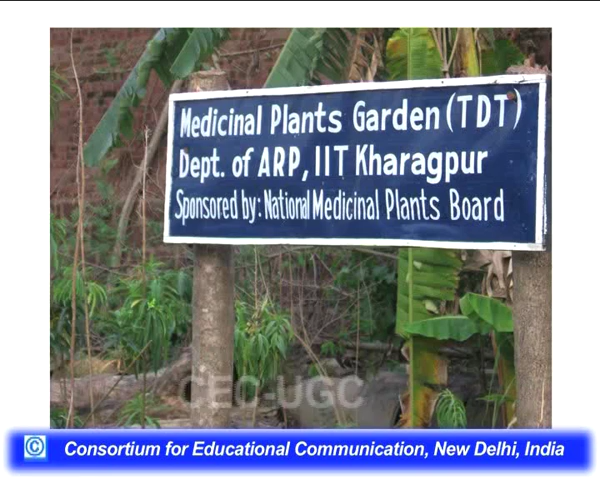 Medicinal Plants Garden (TDT)
Dept. of ARP, IIT Kharagpur
Sponsored by: National Medicinal Plants Board
CEC-UGC
© Consortium for Educational Communication, New Delhi, India